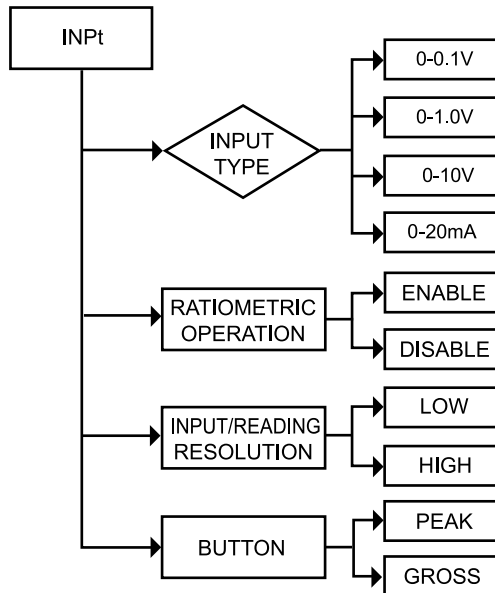 INPt
INPUT
TYPE
0-0.1V
0-1.0V
0-10V
0-20mA
RATIOMETRIC
OPERATION
ENABLE
DISABLE
INPUT/READING
RESOLUTION
LOW
HIGH
BUTTON
PEAK
GROSS